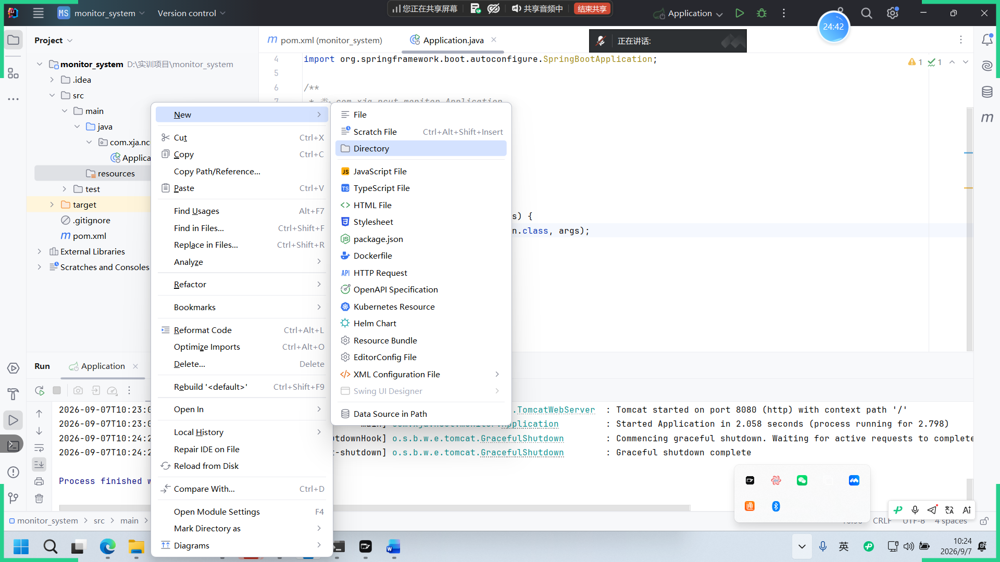 MS monitor_system
Version control
您正在共享屏幕
共享音频中
结束共享
Application
24:42
Project
pom.xml (monitor_system)
Application.java
正在讲话:
monitor_system D:\实训项目\monitor_system
.idea
src
main
java
com.xja.nc
Applica
resources
test
target
.gitignore
pom.xml
External Libraries
Scratches and Consoles
4 import org.springframework.boot.autoconfigure.SpringBootApplication;
5
6 /**
7 * 类: com.xja.ncut.monitor.Application
s) {
n.class, args);
1 1
New
Cut Ctrl+X
Copy Ctrl+C
Copy Path/Reference...
Paste Ctrl+V
Find Usages Alt+F7
Find in Files... Ctrl+Shift+F
Replace in Files... Ctrl+Shift+R
Analyze
Refactor
Bookmarks
Reformat Code Ctrl+Alt+L
Optimize Imports Ctrl+Alt+O
Delete... Delete
Rebuild '<default>' Ctrl+Shift+F9
Open In
Local History
Repair IDE on File
Reload from Disk
Compare With... Ctrl+D
Open Module Settings F4
Mark Directory as
Diagrams
File
Scratch File Ctrl+Alt+Shift+Insert
Directory
JavaScript File
TypeScript File
HTML File
Stylesheet
package.json
Dockerfile
HTTP Request
OpenAPI Specification
Kubernetes Resource
Helm Chart
Resource Bundle
EditorConfig File
XML Configuration File
Swing UI Designer
Data Source in Path
Run
Application
2026-09-07T10:23:0 .TomcatWebServer : Tomcat started on port 8080 (http) with context path '/'
2026-09-07T10:23:0 main] com.xja.ncut.monitor.Application : Started Application in 2.058 seconds (process running for 2.798)
2026-09-07T10:24:2 utdownHook] o.s.b.w.e.tomcat.GracefulShutdown : Commencing graceful shutdown. Waiting for active requests to complete
2026-09-07T10:24:2 t-shutdown] o.s.b.w.e.tomcat.GracefulShutdown : Graceful shutdown complete
Process finished w
monitor_system > src > main >
CRLF UTF-8 4 spaces
英
10:24
2026/9/7